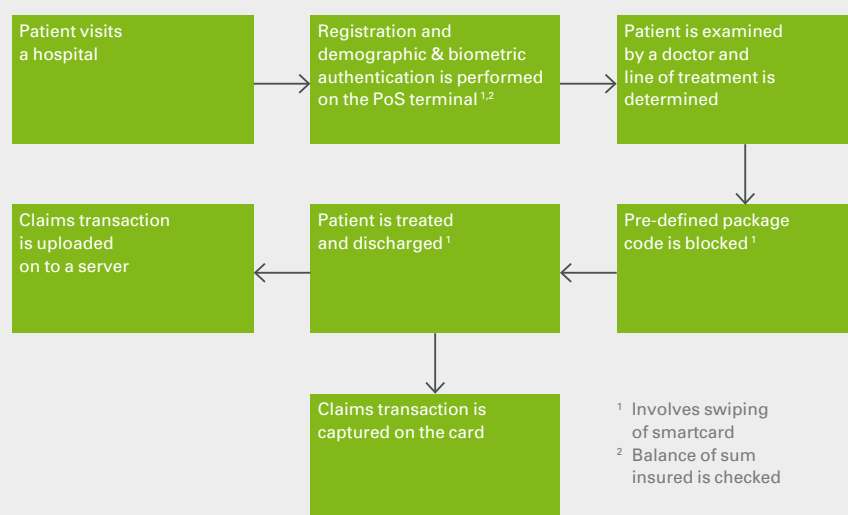 Patient visits
a hospital
Registration and
demographic & biometric
authentication is performed
on the PoS terminal 1,2
Patient is examined
by a doctor and
line of treatment is
determined
Pre-defined package
code is blocked 1
Patient is treated
and discharged 1
Claims transaction
is uploaded
on to a server
Claims transaction is
captured on the card
1 Involves swiping
of smartcard
2 Balance of sum
insured is checked